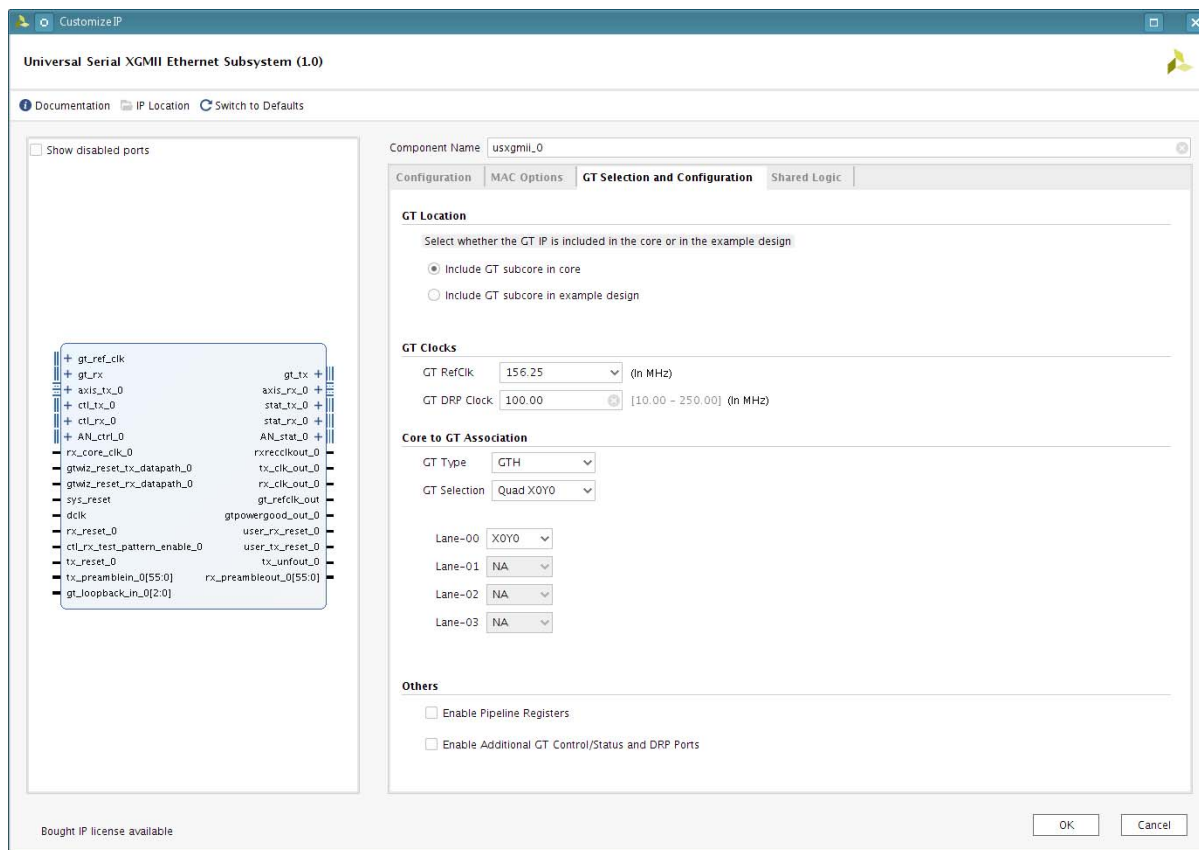 Customize IP
Universal Serial XGMII Ethernet Subsystem (1.0)
Documentation IP Location Switch to Defaults
Show disabled ports
+ gt_ref_clk
+ gt_rx gt_tx +
+ axis_tx_0 axis_rx_0 +
+ ctl_tx_0 stat_tx_0 +
+ ctl_rx_0 stat_rx_0 +
+ AN_ctrl_0 AN_stat_0 +
rx_core_clk_0 rxrecclkout_0
gtwiz_reset_tx_datapath_0 tx_clk_out_0
gtwiz_reset_rx_datapath_0 rx_clk_out_0
sys_reset gt_refclk_out
dclk gtpowergood_out_0
rx_reset_0 user_rx_reset_0
ctl_rx_test_pattern_enable_0 user_tx_reset_0
tx_reset_0 tx_unfout_0
tx_preamblein_0[55:0] rx_preambleout_0[55:0]
gt_loopback_in_0[2:0]
Component Name usxgmii_0
Configuration MAC Options GT Selection and Configuration Shared Logic
GT Location
Select whether the GT IP is included in the core or in the example design
Include GT subcore in core
Include GT subcore in example design
GT Clocks
GT RefClk 156.25 (In MHz)
GT DRP Clock 100.00 [10.00 - 250.00] (In MHz)
Core to GT Association
GT Type GTH
GT Selection Quad X0Y0
Lane-00 X0Y0
Lane-01 NA
Lane-02 NA
Lane-03 NA
Others
Enable Pipeline Registers
Enable Additional GT Control/Status and DRP Ports
Bought IP license available
OK Cancel